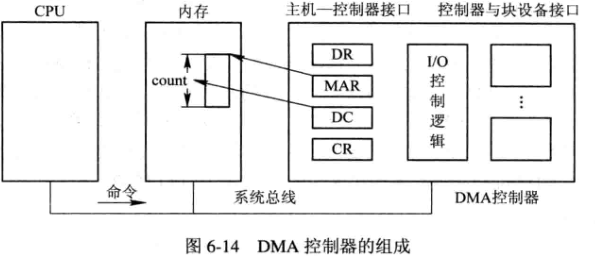 CPU
内存
主机—控制器接口
控制器与块设备接口
count
DR
MAR
DC
CR
I/O
控
制
逻
辑
⋮
命令
系统总线
DMA控制器
图 6-14 DMA 控制器的组成